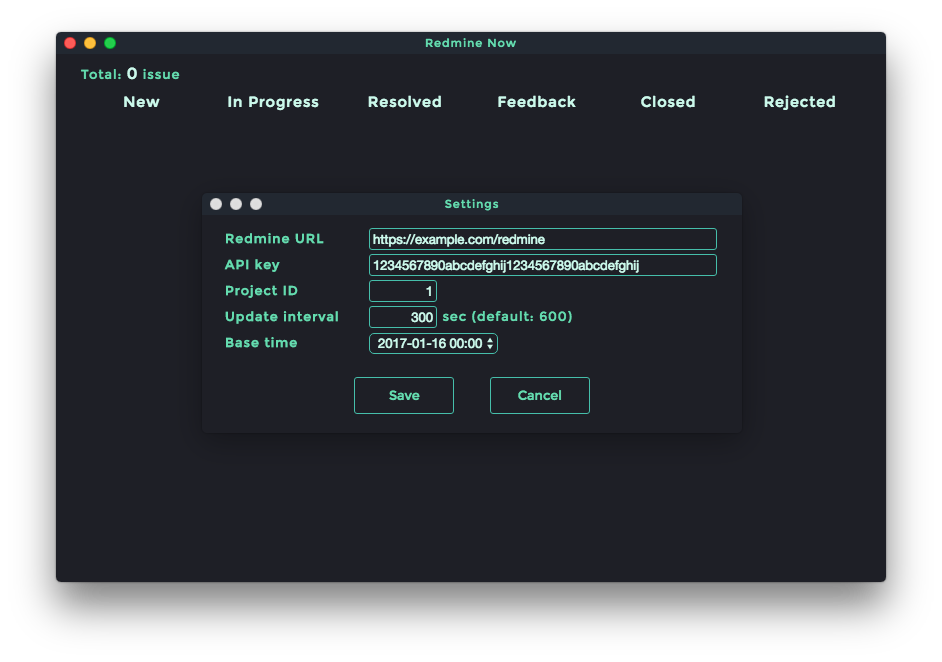 Redmine Now
Total: 0 issue
New In Progress Resolved Feedback Closed Rejected
Settings
Redmine URL https://example.com/redmine
API key 1234567890abcdefghij1234567890abcdefghij
Project ID 1
Update interval 300 sec (default: 600)
Base time 2017-01-16 00:00
Save Cancel